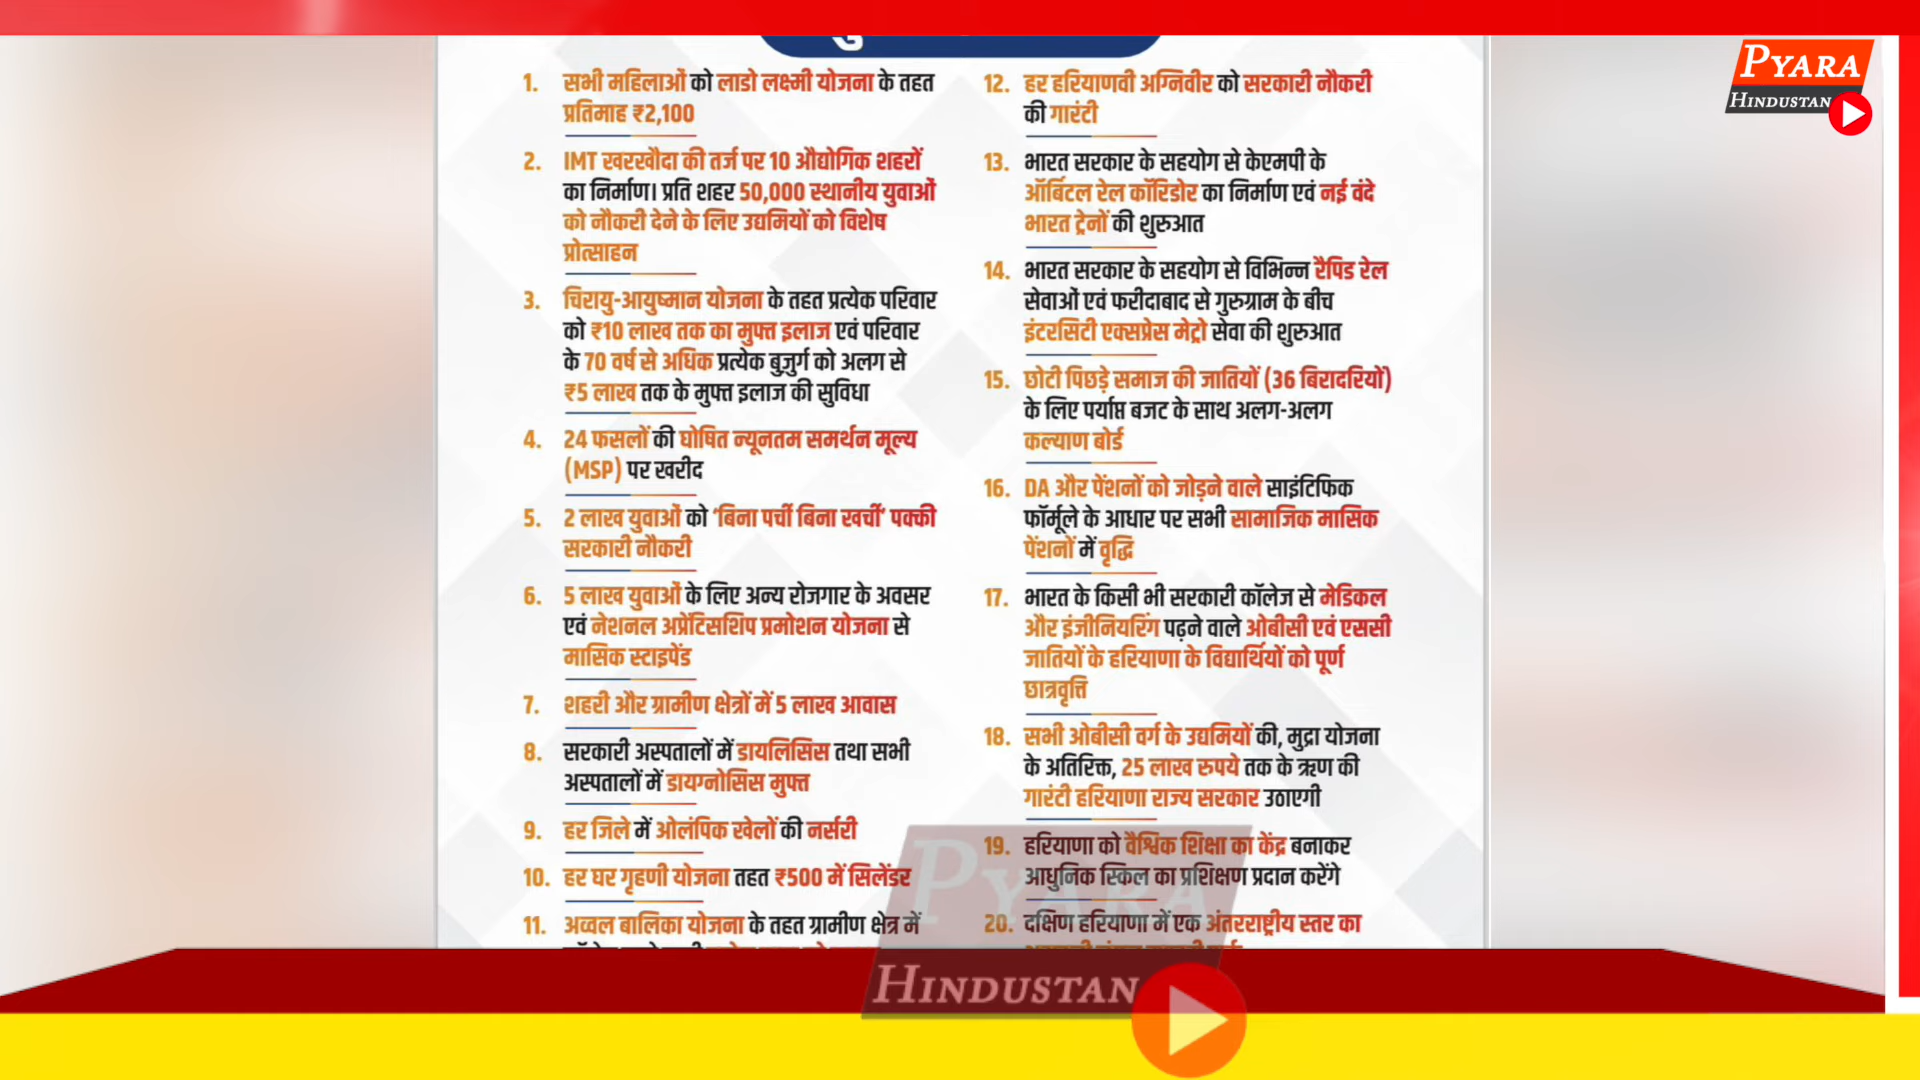 1. सभी महिलाओं को लाडो लक्ष्मी योजना के तहत
प्रतिमाह ₹2,100
2. IMT खरखौदा की तर्ज पर 10 औद्योगिक शहरों
का निर्माण। प्रति शहर 50,000 स्थानीय युवाओं
को नौकरी देने के लिए उद्यमियों को विशेष
प्रोत्साहन
3. चिरायु-आयुष्मान योजना के तहत प्रत्येक परिवार
को ₹10 लाख तक का मुफ्त इलाज एवं परिवार
के 70 वर्ष से अधिक प्रत्येक बुज़ुर्ग को अलग से
₹5 लाख तक के मुफ्त इलाज की सुविधा
4. 24 फसलों की घोषित न्यूनतम समर्थन मूल्य
(MSP) पर खरीद
5. 2 लाख युवाओं को ‘बिना पर्ची बिना खर्ची’ पक्की
सरकारी नौकरी
6. 5 लाख युवाओं के लिए अन्य रोजगार के अवसर
एवं नेशनल अप्रेंटिसशिप प्रमोशन योजना से
मासिक स्टाइपेंड
7. शहरी और ग्रामीण क्षेत्रों में 5 लाख आवास
8. सरकारी अस्पतालों में डायलिसिस तथा सभी
अस्पतालों में डायग्नोसिस मुफ्त
9. हर जिले में ओलंपिक खेलों की नर्सरी
10. हर घर गृहणी योजना तहत ₹500 में सिलेंडर
11. अव्वल बालिका योजना के तहत ग्रामीण क्षेत्र में
12. हर हरियाणवी अग्निवीर को सरकारी नौकरी
की गारंटी
13. भारत सरकार के सहयोग से केएमपी के
ऑर्बिटल रेल कॉरिडोर का निर्माण एवं नई वंदे
भारत ट्रेनों की शुरुआत
14. भारत सरकार के सहयोग से विभिन्न रैपिड रेल
सेवाओं एवं फरीदाबाद से गुरुग्राम के बीच
इंटरसिटी एक्सप्रेस मेट्रो सेवा की शुरुआत
15. छोटी पिछड़े समाज की जातियों (36 बिरादरियों)
के लिए पर्याप्त बजट के साथ अलग-अलग
कल्याण बोर्ड
16. DA और पेंशनों को जोड़ने वाले साइंटिफिक
फॉर्मूले के आधार पर सभी सामाजिक मासिक
पेंशनों में वृद्धि
17. भारत के किसी भी सरकारी कॉलेज से मेडिकल
और इंजीनियरिंग पढ़ने वाले ओबीसी एवं एससी
जातियों के हरियाणा के विद्यार्थियों को पूर्ण
छात्रवृत्ति
18. सभी ओबीसी वर्ग के उद्यमियों की, मुद्रा योजना
के अतिरिक्त, 25 लाख रुपये तक के ऋण की
गारंटी हरियाणा राज्य सरकार उठाएगी
19. हरियाणा को वैश्विक शिक्षा का केंद्र बनाकर
आधुनिक स्किल का प्रशिक्षण प्रदान करेंगे
20. दक्षिण हरियाणा में एक अंतरराष्ट्रीय स्तर का
PYARA
HINDUSTAN
PYARA
HINDUSTAN